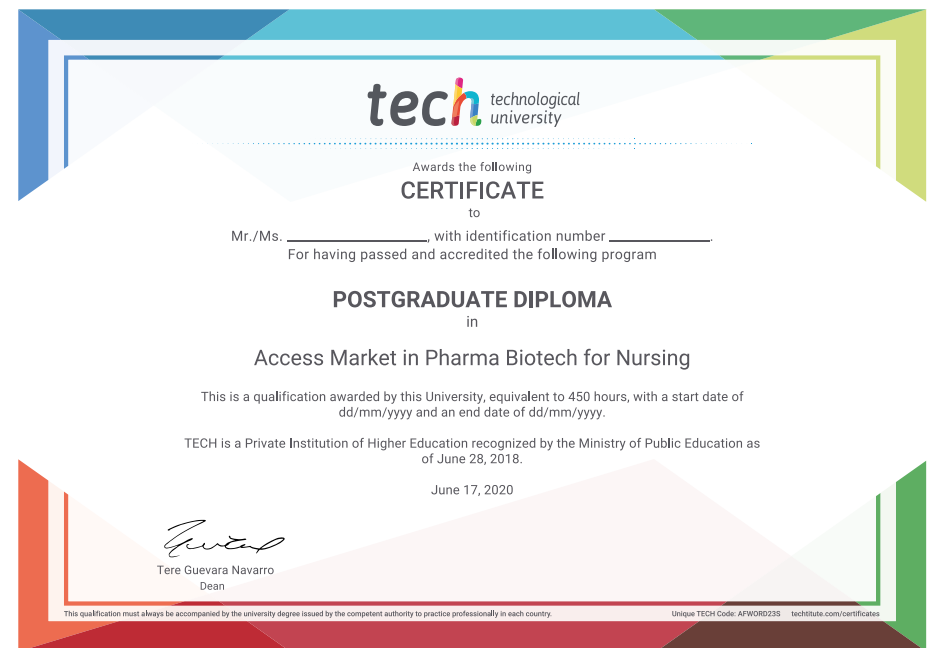 tech technological
university
Awards the following
CERTIFICATE
to
Mr./Ms. ____________, with identification number ____________.
For having passed and accredited the following program
POSTGRADUATE DIPLOMA
in
Access Market in Pharma Biotech for Nursing
This is a qualification awarded by this University, equivalent to 450 hours, with a start date of
dd/mm/yyyy and an end date of dd/mm/yyyy.
TECH is a Private Institution of Higher Education recognized by the Ministry of Public Education as
of June 28, 2018.
June 17, 2020
Tere Guevara Navarro
Dean
This qualification must always be accompanied by the university degree issued by the competent authority to practice professionally in each country. Unique TECH Code: AFWORD23S techtitute.com/certificates